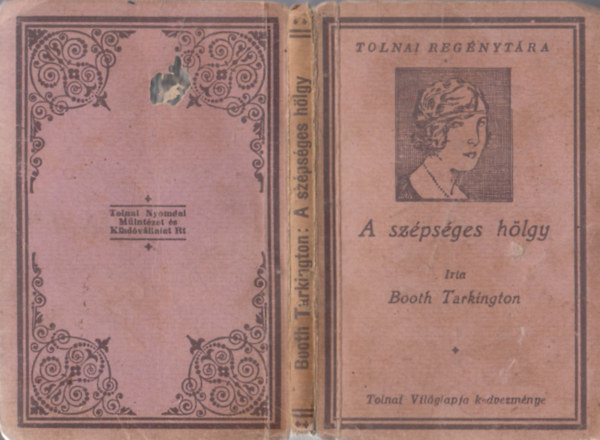 Tolnai Nyomdai
Műintézet és
Kiadóvállalat Rt
Booth Tarkington: A szépséges hölgy
TOLNAI REGÉNYTÁRA
A szépséges hölgy
Irta
Booth Tarkington
Tolnai Világlapja kedvezménye